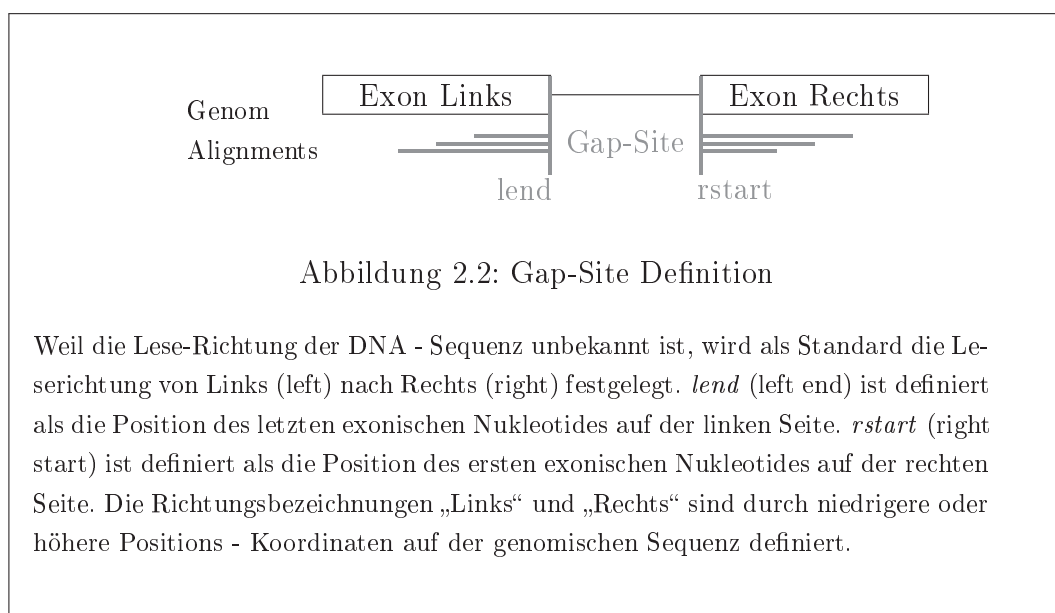 Exon Links Exon Rechts
Genom
Alignments
Gap-Site
lend rstart
Abbildung 2.2: Gap-Site Definition
Weil die Lese-Richtung der DNA - Sequenz unbekannt ist, wird als Standard die Le-
serichtung von Links (left) nach Rechts (right) festgelegt. lend (left end) ist definiert
als die Position des letzten exonischen Nukleotides auf der linken Seite. rstart (right
start) ist definiert als die Position des ersten exonischen Nukleotides auf der rechten
Seite. Die Richtungsbezeichnungen „Links“ und „Rechts“ sind durch niedrigere oder
höhere Positions - Koordinaten auf der genomischen Sequenz definiert.